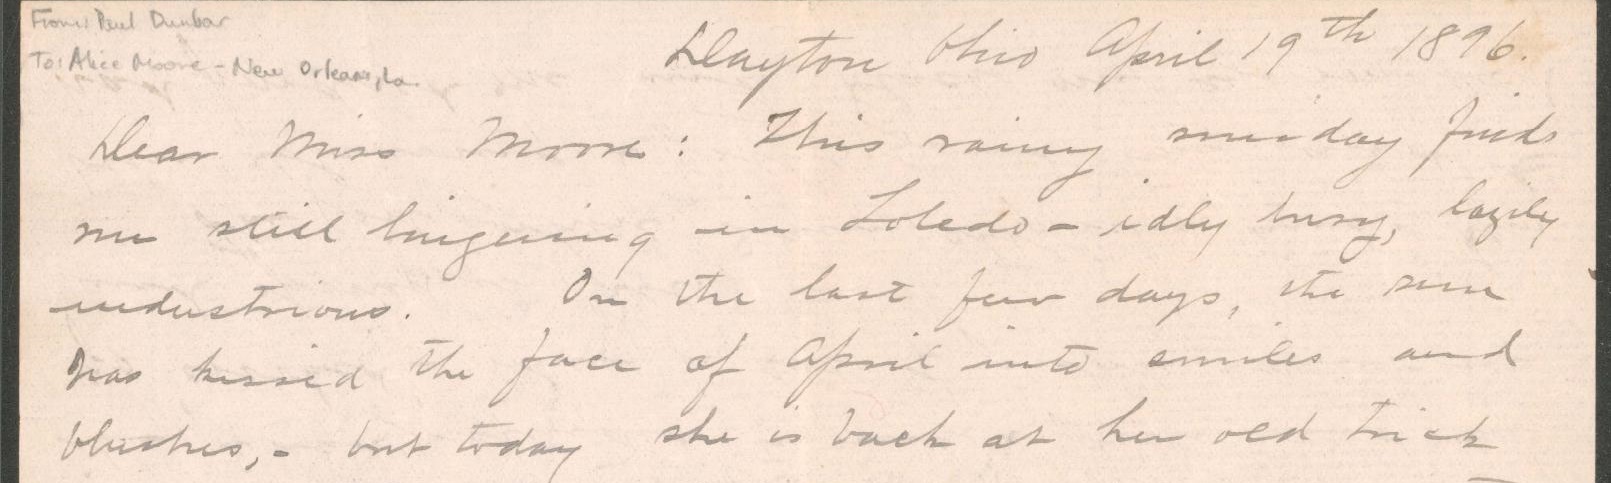 From: Paul Dunbar
To: Alice Moore - New Orleans, La.
Dayton Ohio April 19th 1896.
Dear Miss Moore: This rainy sunday finds
me still lingering in Toledo - idly busy, lazily
industrious. On the last few days, the sun
has kissed the face of April into smiles and
blushes, - but today she is back at her old trick